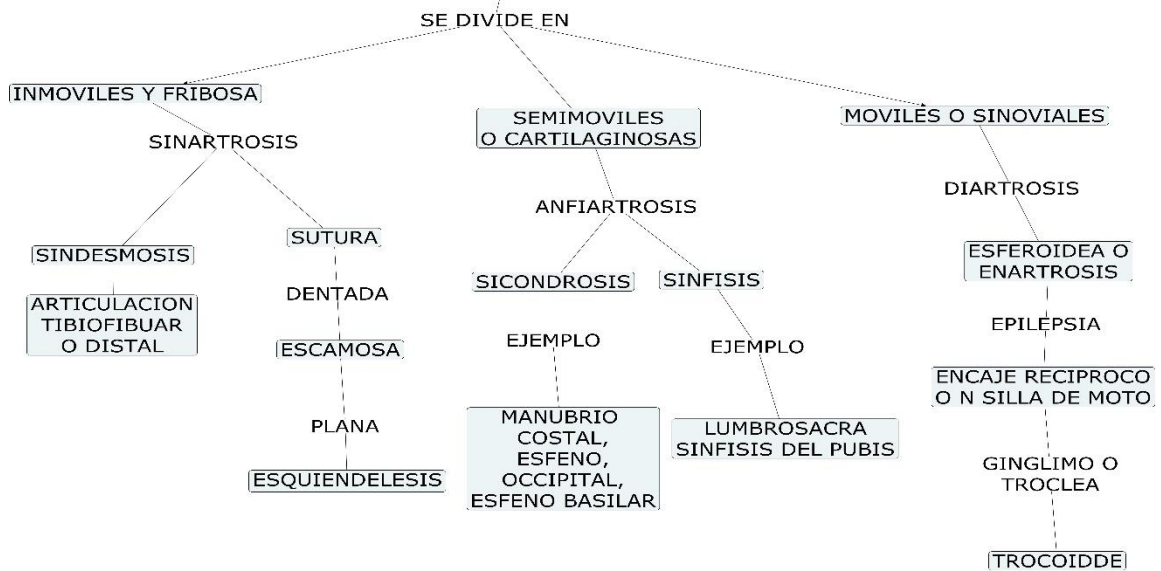 SE DIVIDE EN
INMOVILES Y FRIBOSA
SINARTROSIS
SINDESMOSIS
ARTICULACION
TIBIOFIBUAR
O DISTAL
SUTURA
DENTADA
ESCAMOSA
PLANA
ESQUIENDELESIS
SEMIMOVILES
O CARTILAGINOSAS
ANFIARTROSIS
SICONDROSIS
EJEMPLO
MANUBRIO
COSTAL,
ESFENO,
OCCIPITAL,
ESFENO BASILAR
SINFISIS
EJEMPLO
LUMBROSACRA
SINFISIS DEL PUBIS
MOVILES O SINOVIALES
DIARTROSIS
ESFEROIDEA O
ENARTROSIS
EPILEPSIA
ENCAJE RECIPROCO
O N SILLA DE MOTO
GINGLIMO O
TROCLEA
TROCOIDDE